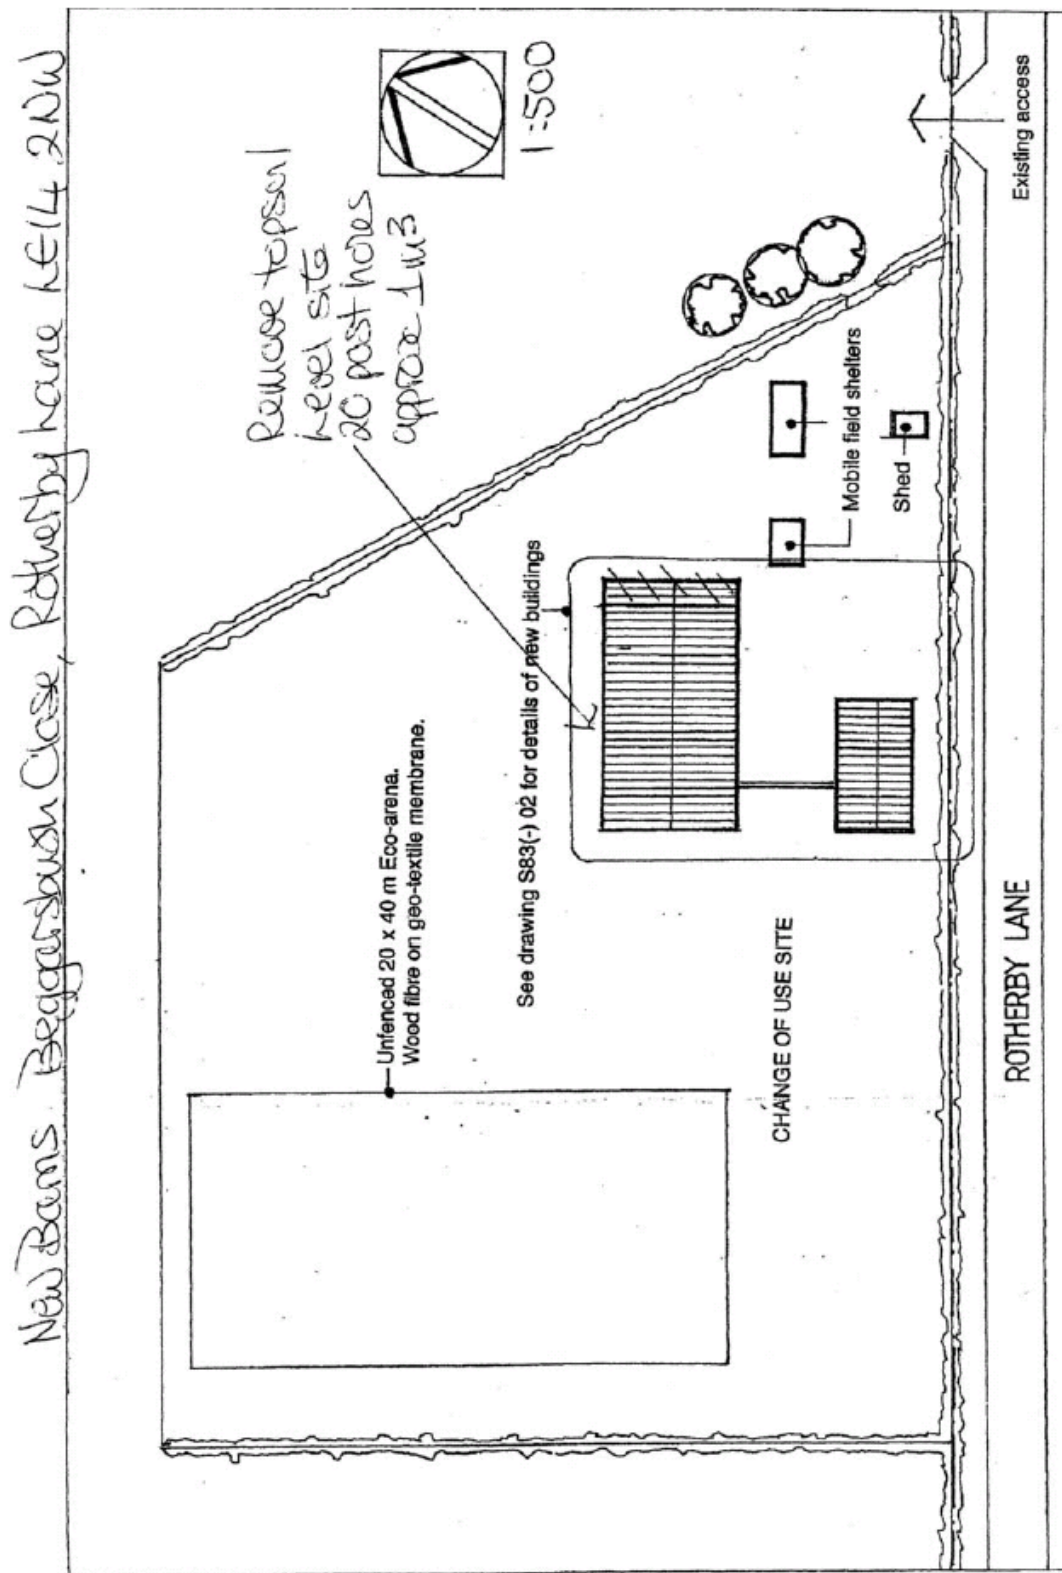 New Barns Beggarsbush Close, Rotherby Lane LE14 2NW
Remove topsoil
Level site
20 post holes
approx 1m3
1:500
Unfenced 20 x 40 m Eco-arena.
Wood fibre on geo-textile membrane.
See drawing S83(-) 02 for details of new buildings
Mobile field shelters
Shed
Existing access
CHANGE OF USE SITE
ROTHERBY LANE